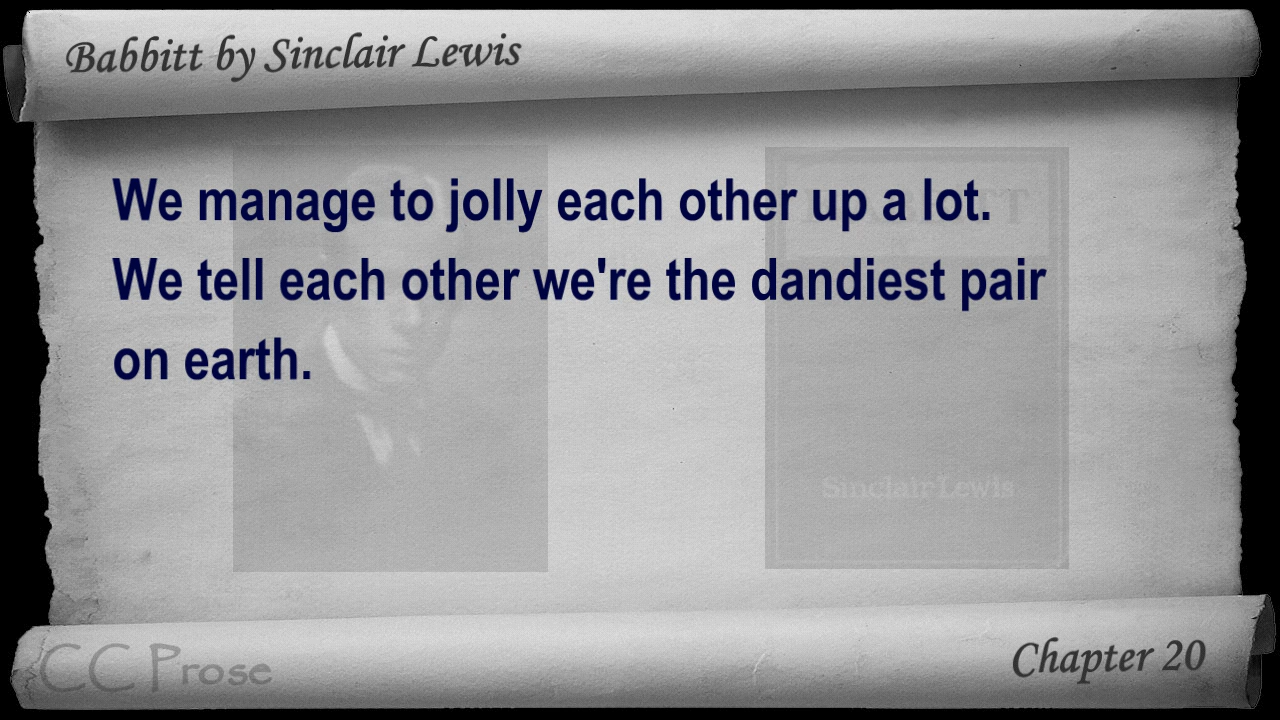 Babbitt by Sinclair Lewis
We manage to jolly each other up a lot.
We tell each other we're the dandiest pair
on earth.
Sinclair Lewis
CC Prose
Chapter 20